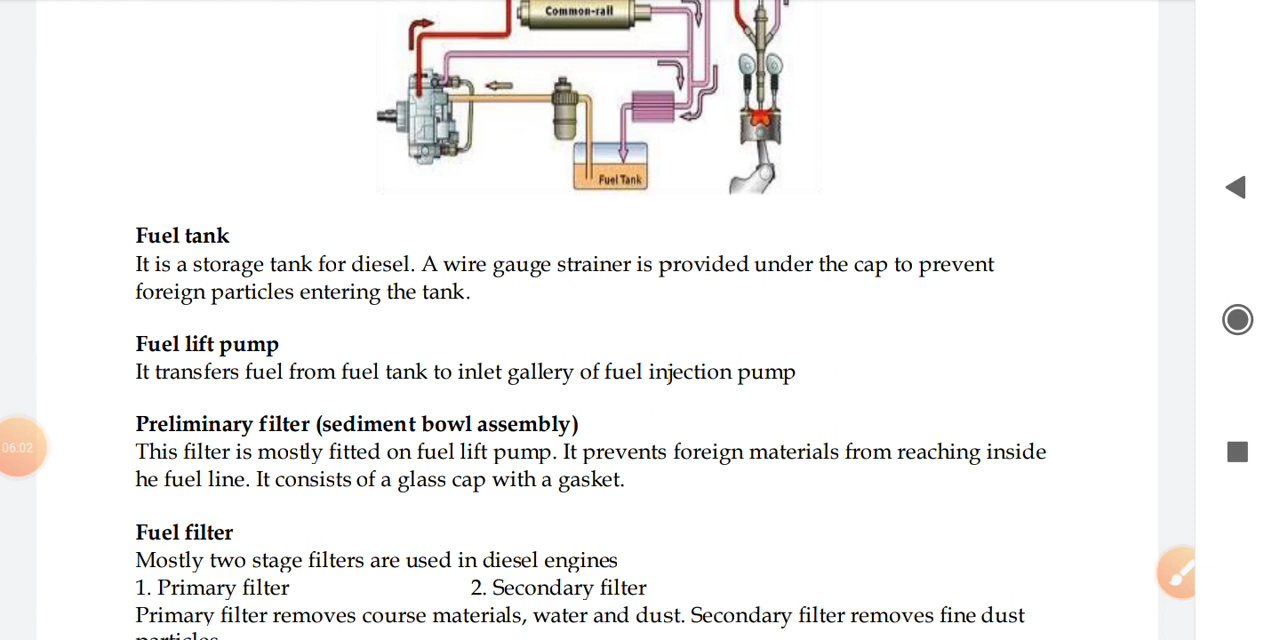 Common-rail
Fuel Tank
Fuel tank
It is a storage tank for diesel. A wire gauge strainer is provided under the cap to prevent
foreign particles entering the tank.
Fuel lift pump
It transfers fuel from fuel tank to inlet gallery of fuel injection pump
Preliminary filter (sediment bowl assembly)
This filter is mostly fitted on fuel lift pump. It prevents foreign materials from reaching inside
he fuel line. It consists of a glass cap with a gasket.
06:02
Fuel filter
Mostly two stage filters are used in diesel engines
1. Primary filter 2. Secondary filter
Primary filter removes course materials, water and dust. Secondary filter removes fine dust
particles